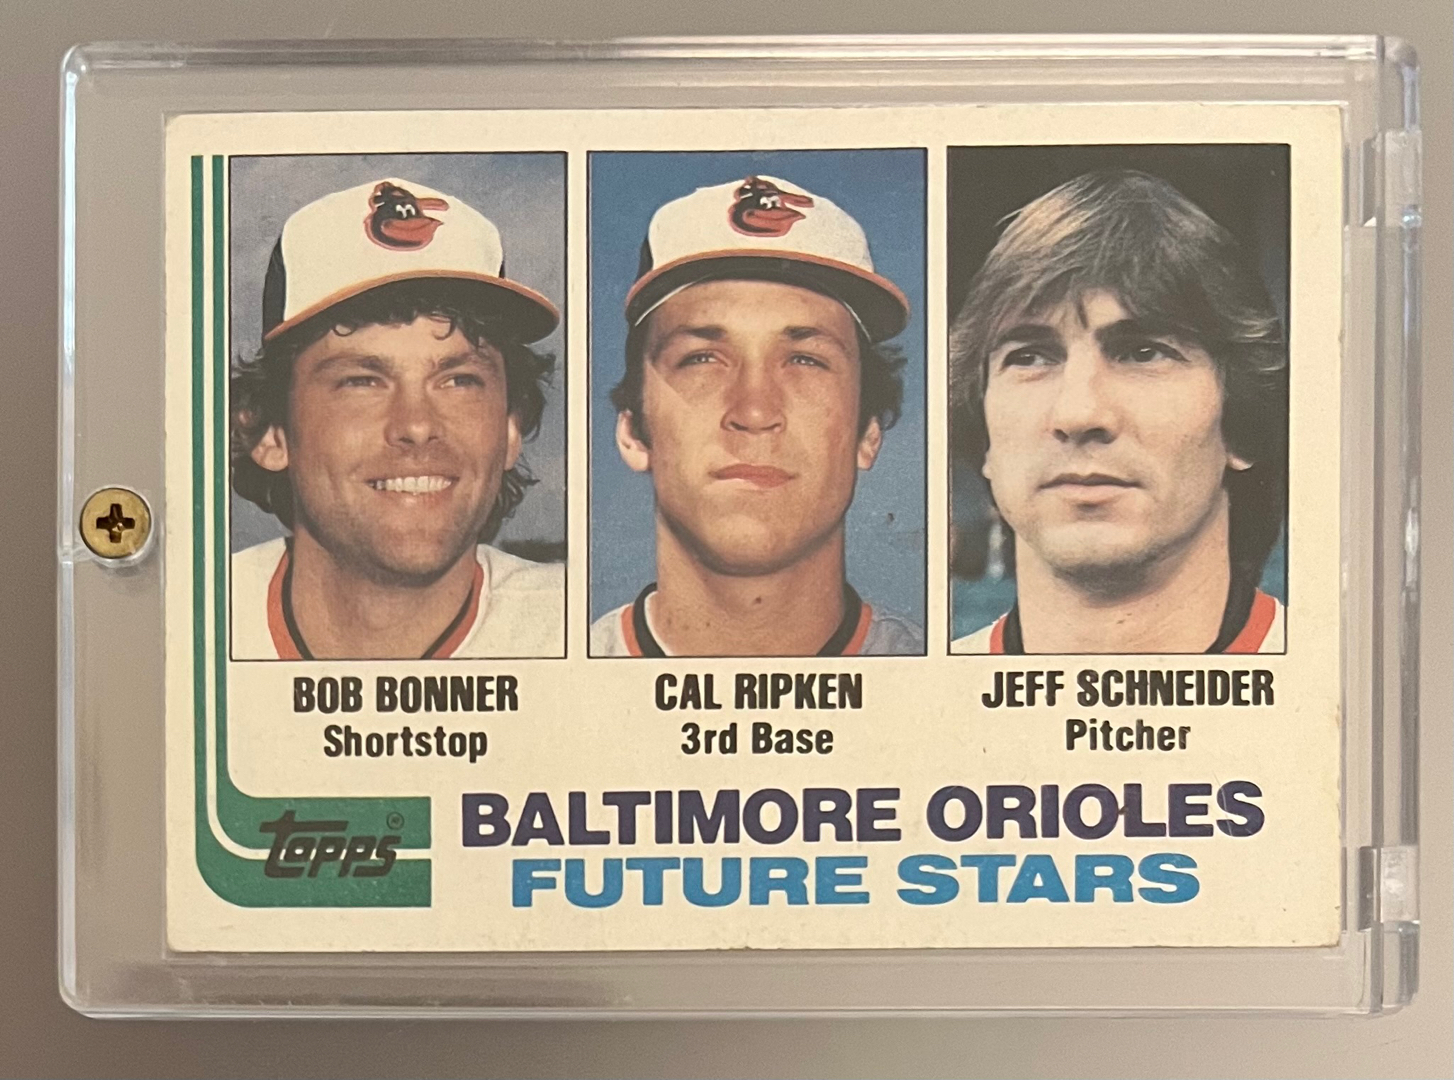 BOB BONNER
Shortstop
CAL RIPKEN
3rd Base
JEFF SCHNEIDER
Pitcher
topps®
BALTIMORE ORIOLES
FUTURE STARS